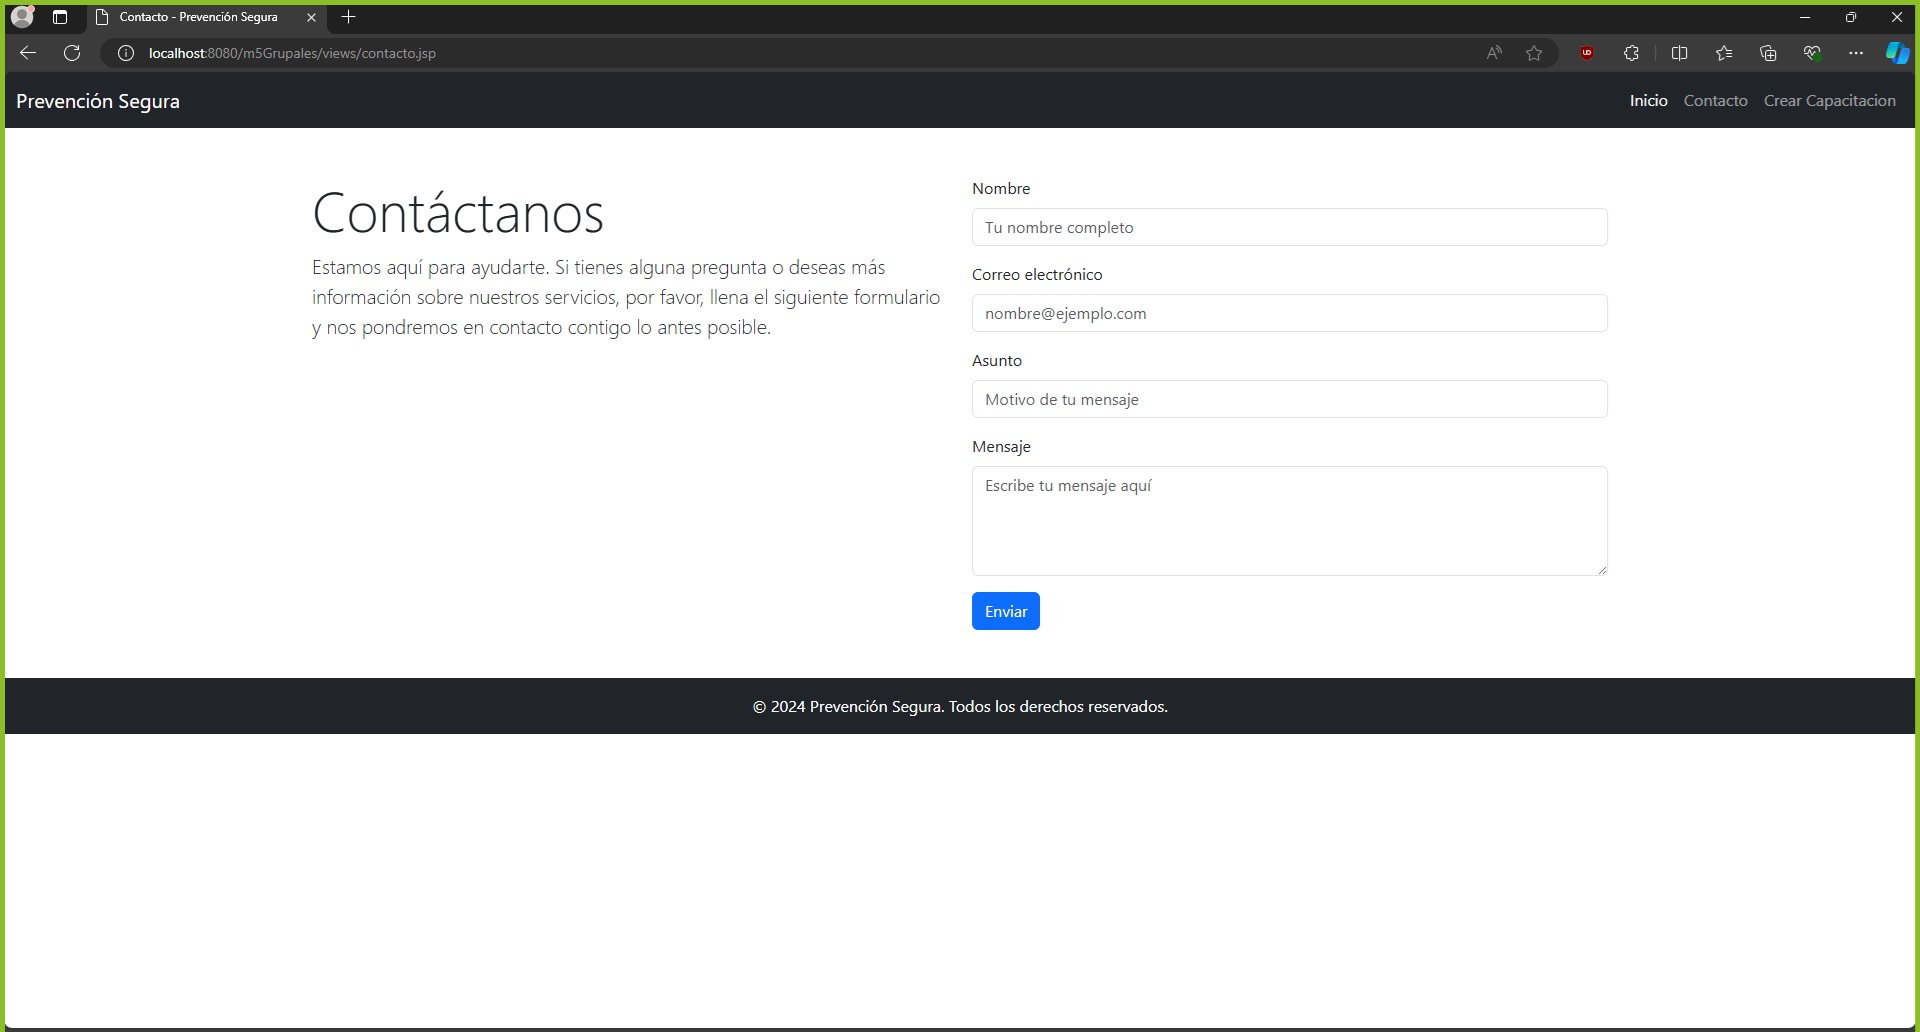 Contacto - Prevención Segura
localhost:8080/m5Grupales/views/contacto.jsp
Prevención Segura
Inicio Contacto Crear Capacitacion
Contáctanos
Estamos aquí para ayudarte. Si tienes alguna pregunta o deseas más
información sobre nuestros servicios, por favor, llena el siguiente formulario
y nos pondremos en contacto contigo lo antes posible.
Nombre
Tu nombre completo
Correo electrónico
nombre@ejemplo.com
Asunto
Motivo de tu mensaje
Mensaje
Escribe tu mensaje aquí
Enviar
© 2024 Prevención Segura. Todos los derechos reservados.